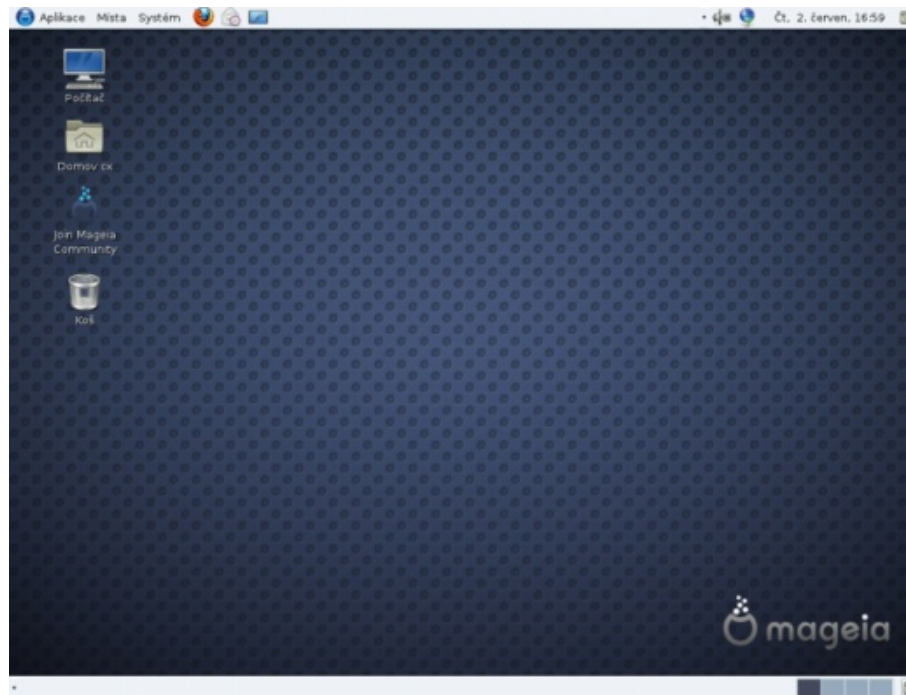 Aplikace Místa Systém
Čt, 2. červen, 16:59
Počítač
Domov cx
Join Mageia
Community
Koš
mageia